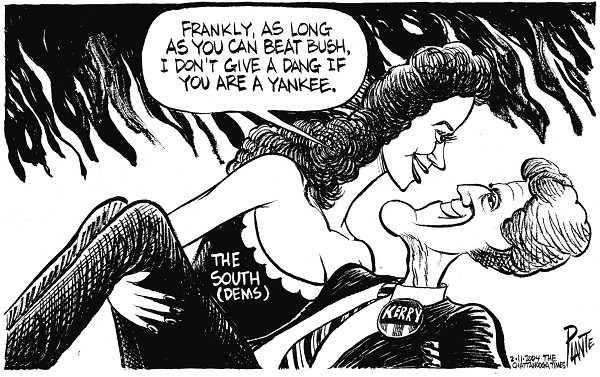 FRANKLY, AS LONG
AS YOU CAN BEAT BUSH,
I DON'T GIVE A DANG IF
YOU ARE A YANKEE.
THE
SOUTH
(DEMS)
KERRY
PLANTE
2-11-2004 THE
CHATTANOOGA TIMES